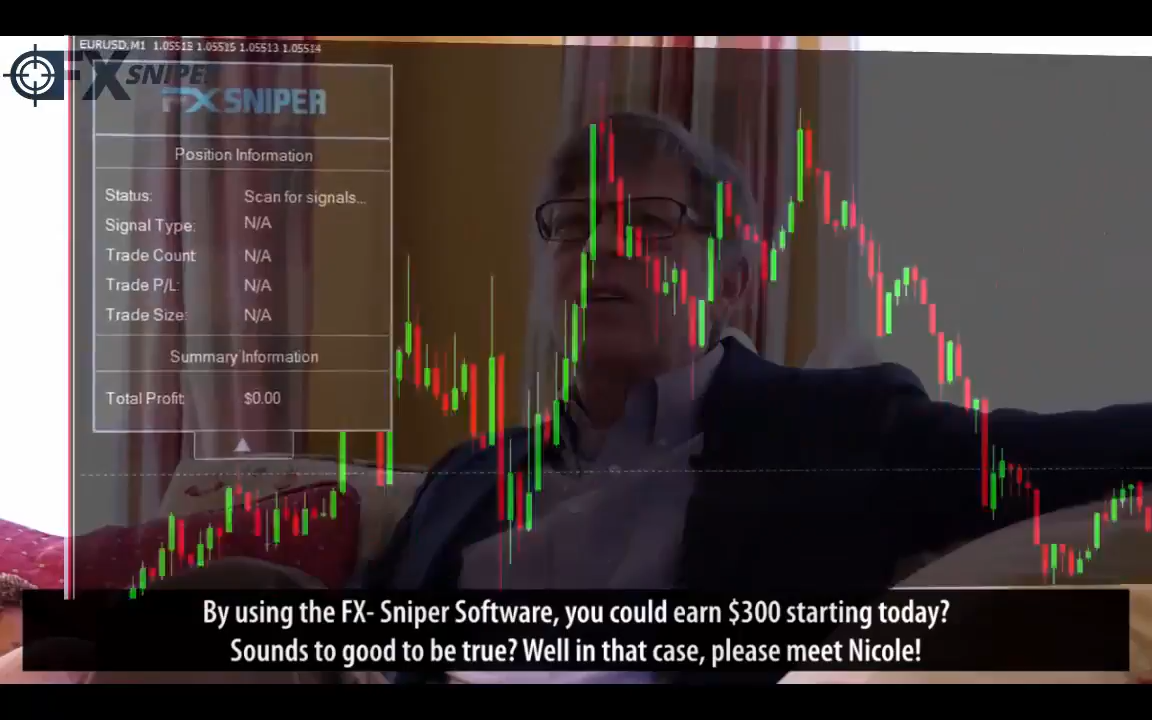 EURUSD,M1 1.05513 1.05515 1.05513 1.05514
FX SNIPER
FX SNIPER
Position Information
Status: Scan for signals...
Signal Type: N/A
Trade Count: N/A
Trade P/L: N/A
Trade Size: N/A
Summary Information
Total Profit: $0.00
By using the FX- Sniper Software, you could earn $300 starting today?
Sounds to good to be true? Well in that case, please meet Nicole!